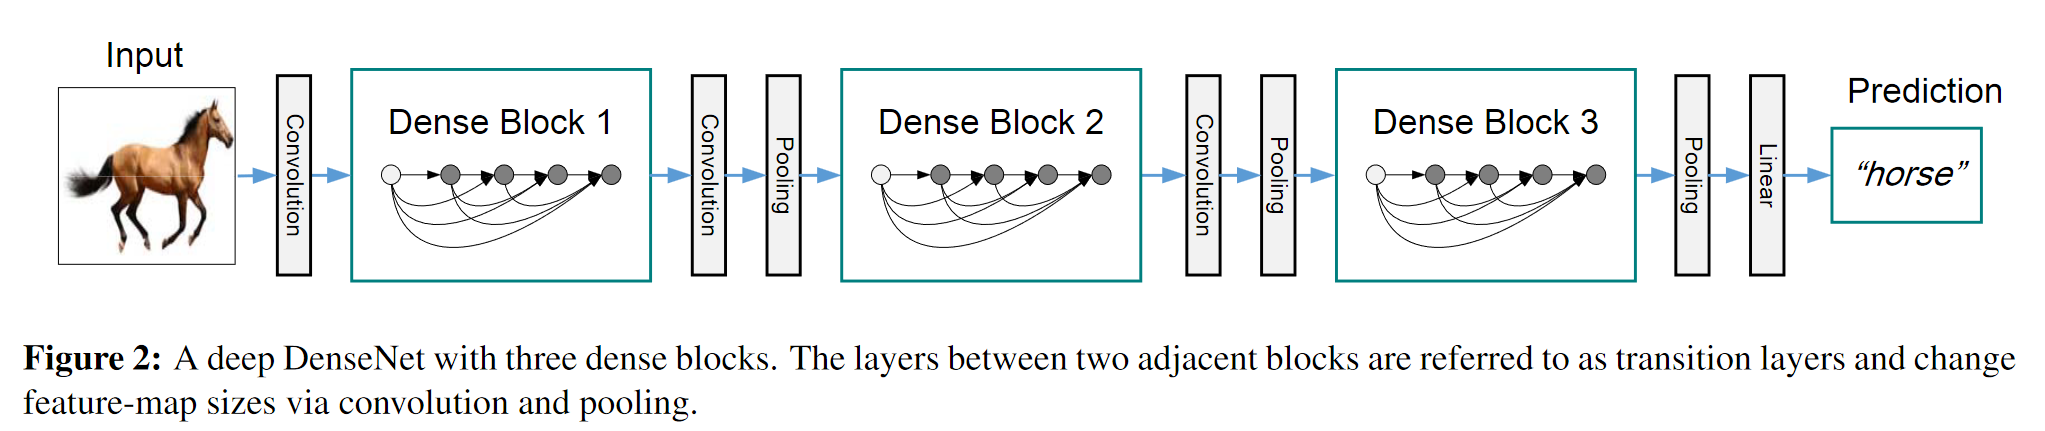 Input
Convolution
Dense Block 1
Convolution
Pooling
Dense Block 2
Convolution
Pooling
Dense Block 3
Pooling
Linear
Prediction
“horse”
Figure 2: A deep DenseNet with three dense blocks. The layers between two adjacent blocks are referred to as transition layers and change
feature-map sizes via convolution and pooling.